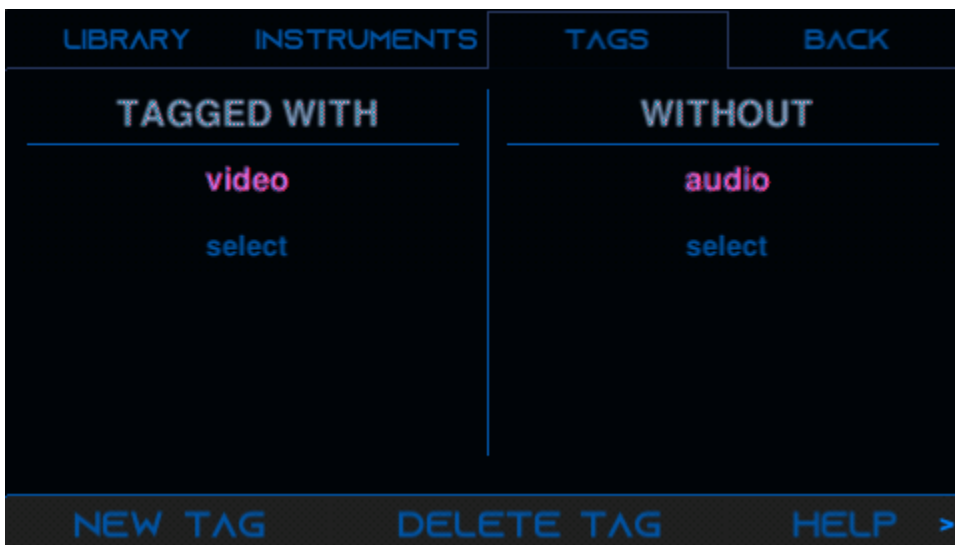 LIBRARY INSTRUMENTS TAGS BACK
TAGGED WITH WITHOUT
video audio
select select
NEW TAG DELETE TAG HELP >